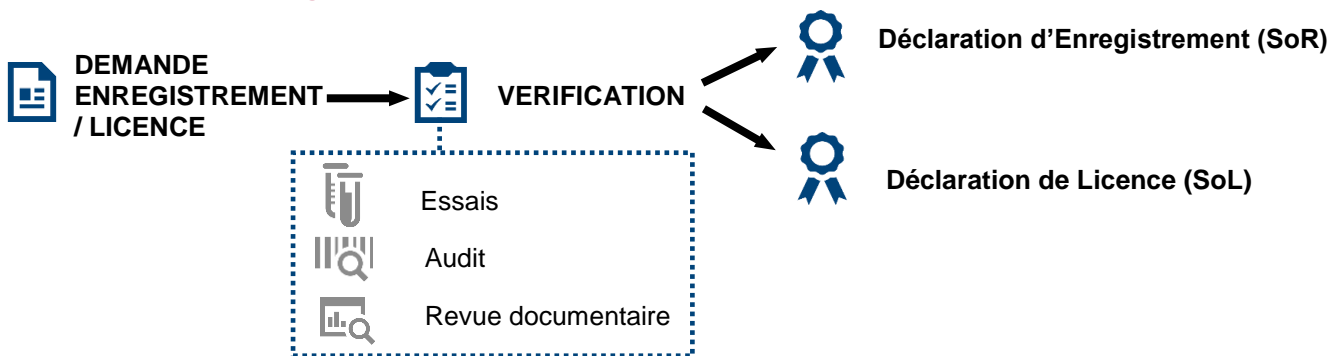 DEMANDE
ENREGISTREMENT
/ LICENCE
VERIFICATION
Déclaration d’Enregistrement (SoR)
Déclaration de Licence (SoL)
Essais
Audit
Revue documentaire